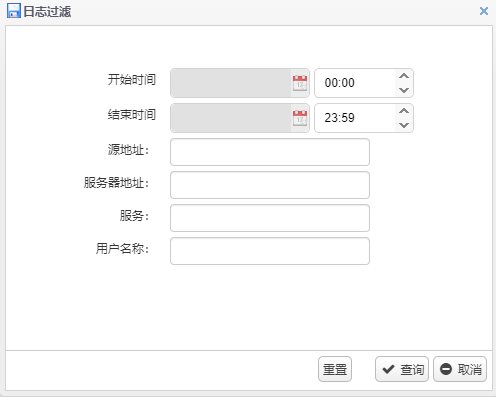 日志过滤
开始时间 00:00
结束时间 23:59
源地址:
服务器地址:
服务:
用户名称:
重置 查询 取消